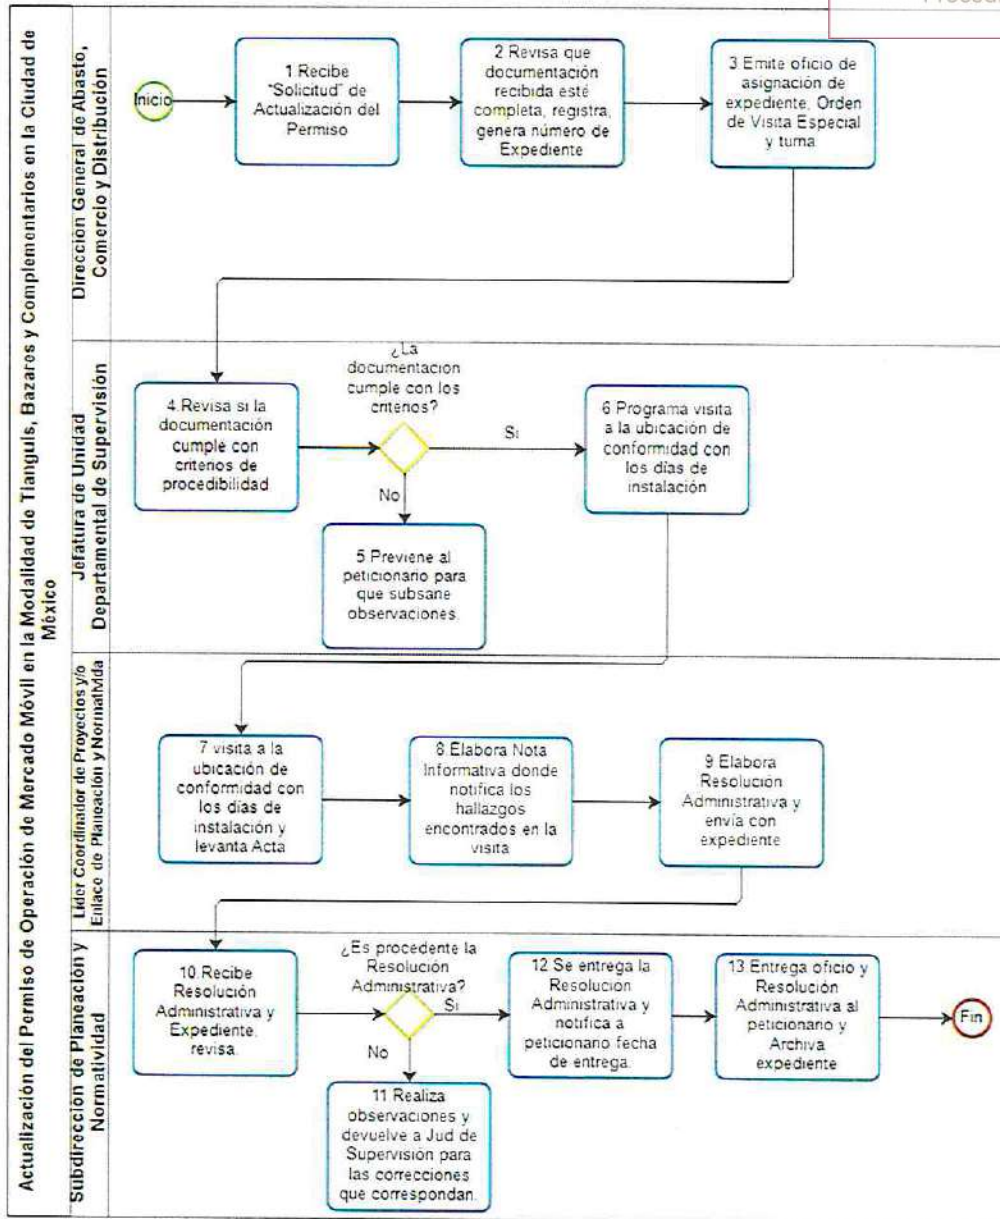 Actualización del Permiso de Operación de Mercado Móvil en la Modalidad de Tianguis, Bazares y Complementarios en la Ciudad de
México
Dirección General de Abasto,
Comercio y Distribución
Inicio
1 Recibe
"Solicitud" de
Actualización del
Permiso
2 Revisa que
documentación
recibida esté
completa, registra,
genera número de
Expediente
3 Emite oficio de
asignación de
expediente, Orden
de Visita Especial
y turna
Jefatura de Unidad
Departamental de Supervisión
4.Revisa si la
documentación
cumple con
criterios de
procedibilidad
¿La
documentacion
cumple con los
criterios?
Si
No
5 Previene al
peticionario para
que subsane
observaciones.
6 Programa visita
a la ubicación de
conformidad con
los días de
instalación
Líder Coordinador de Proyectos y/o
Enlace de Planeación y NormatiMda
7 visita a la
ubicación de
conformidad con
los días de
instalación y
levanta Acta
8 Elabora Nota
Informativa donde
notifica los
hallazgos
encontrados en la
visita
9 Elabora
Resolución
Administrativa y
envía con
expediente
Subdirección de Planeación y
Normatividad
10.Recibe
Resolución
Administrativa y
Expediente.
revisa.
¿Es procedente la
Resolución
Administrativa?
Si
No
11 Realiza
observaciones y
devuelve a Jud de
Supervisión para
las correcciones
que correspondan.
12 Se entrega la
Resolución
Administrativa y
notifica a
peticionario fecha
de entrega.
13 Entrega oficio y
Resolución
Administrativa al
peticionario y
Archiva
expediente
Fin